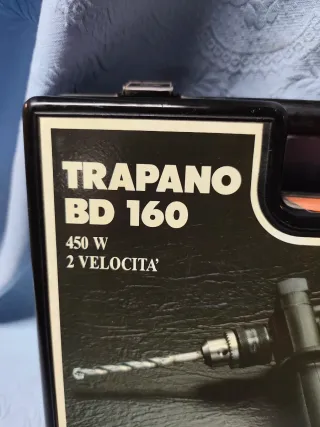 TRAPANO
BD 160
450 W
2 VELOCITA'